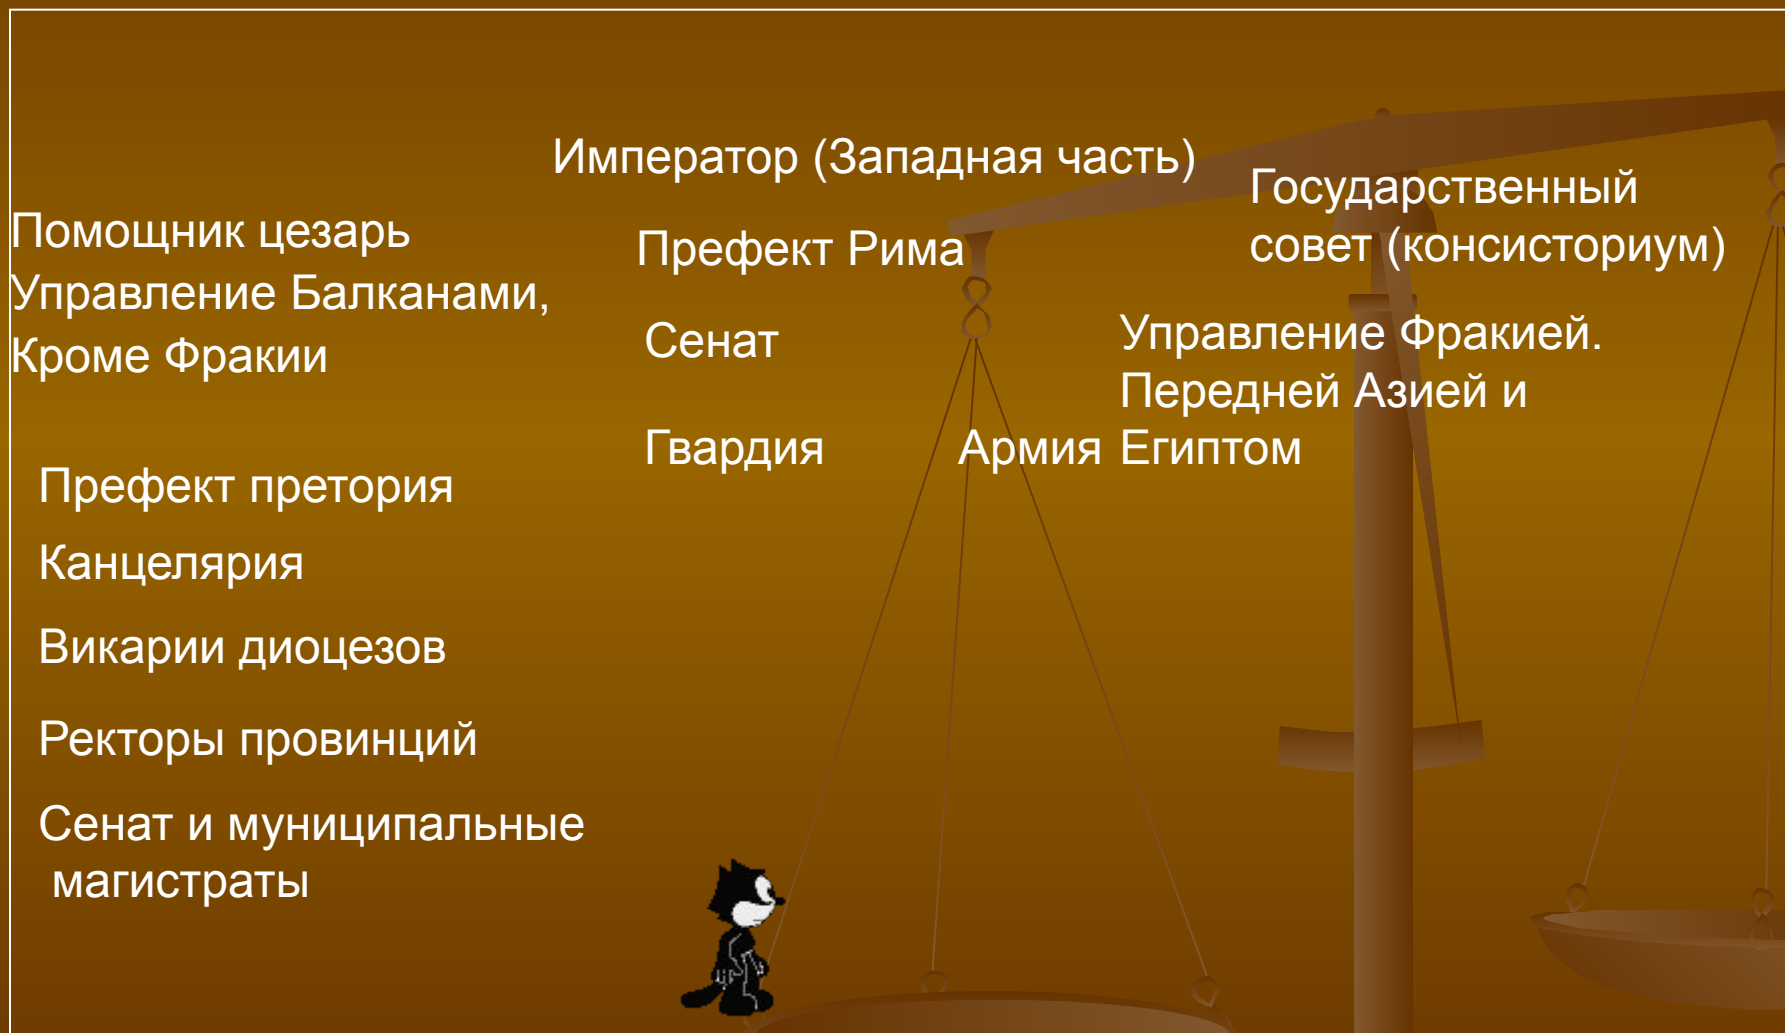 Император (Западная часть)
Государственный
совет (консисториум)
Помощник цезарь
Управление Балканами,
Кроме Фракии
Префект Рима
Сенат
Управление Фракией.
Передней Азией и
Египтом
Гвардия
Армия
Префект претория
Канцелярия
Викарии диоцезов
Ректоры провинций
Сенат и муниципальные
магистраты